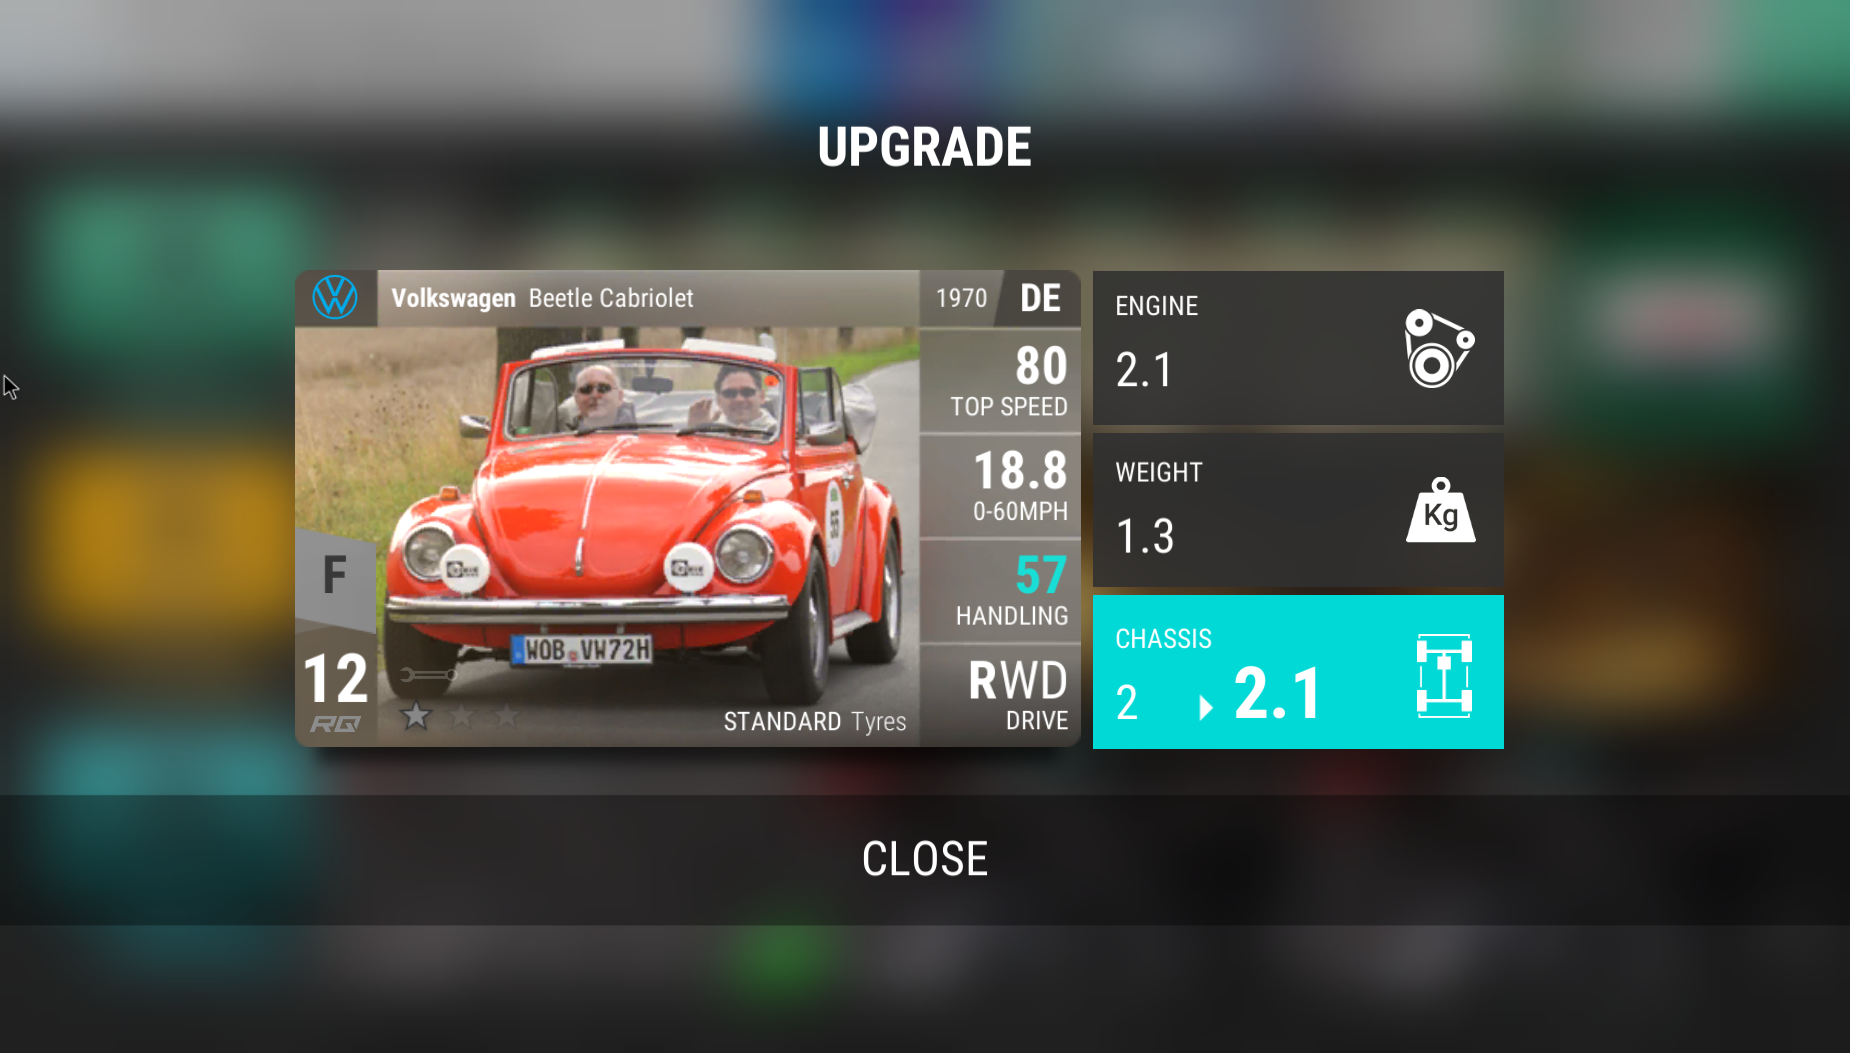 UPGRADE
Volkswagen Beetle Cabriolet
1970 DE
80
TOP SPEED
18.8
0-60MPH
57
HANDLING
RWD
DRIVE
F
12
RQ
WOB VW72H
STANDARD Tyres
ENGINE
2.1
WEIGHT
1.3
Kg
CHASSIS
2 2.1
CLOSE